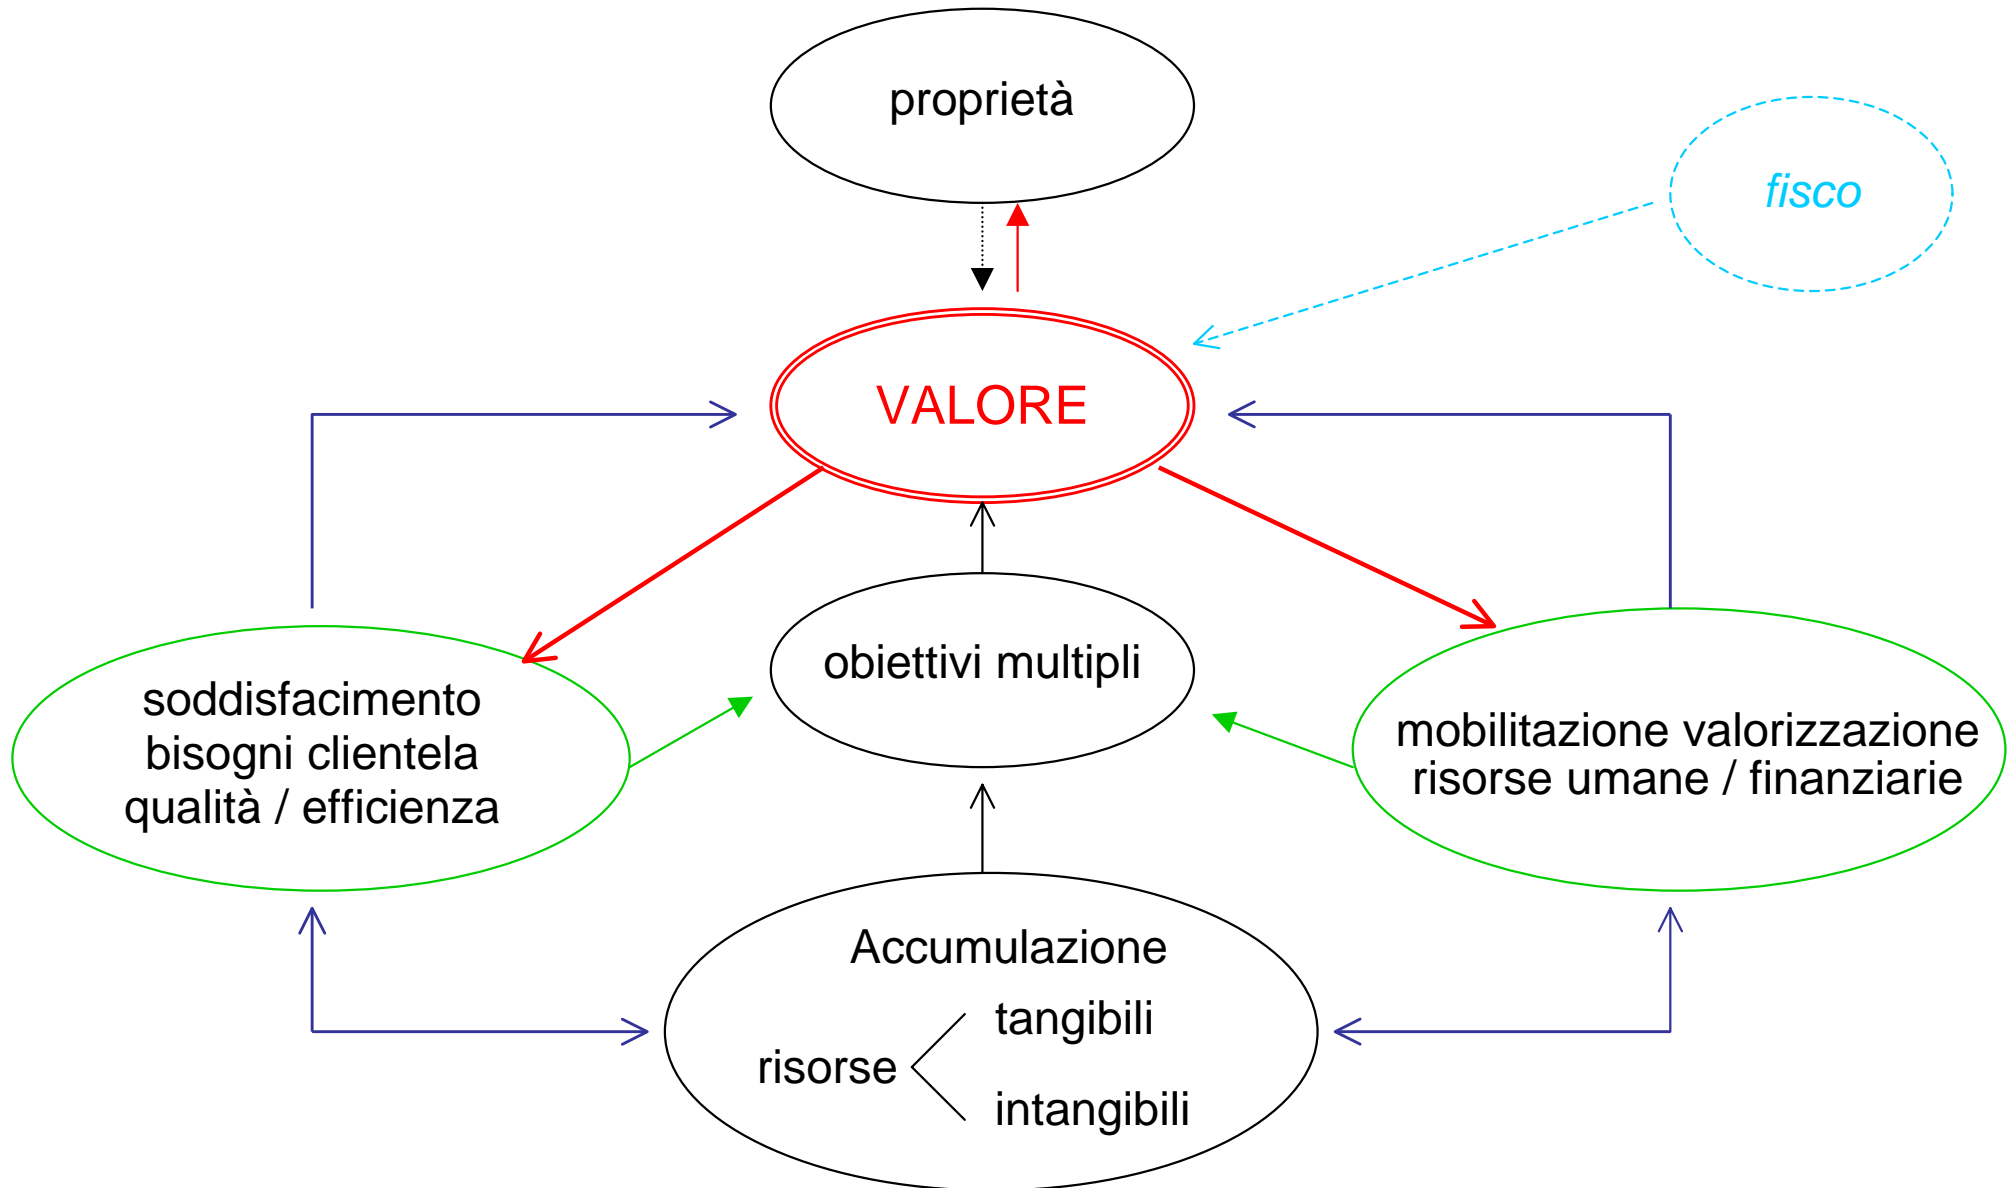 proprietà
fisco
VALORE
obiettivi multipli
soddisfacimento
bisogni clientela
qualità / efficienza
mobilitazione valorizzazione
risorse umane / finanziarie
Accumulazione
tangibili
risorse
intangibili